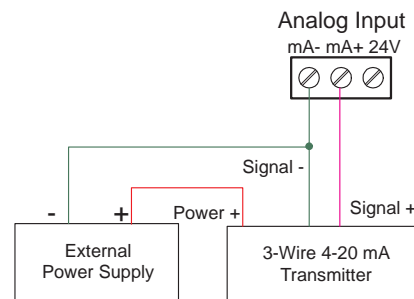 Analog Input
mA- mA+ 24V
Signal -
- + Power + Signal +
External
Power Supply
3-Wire 4-20 mA
Transmitter